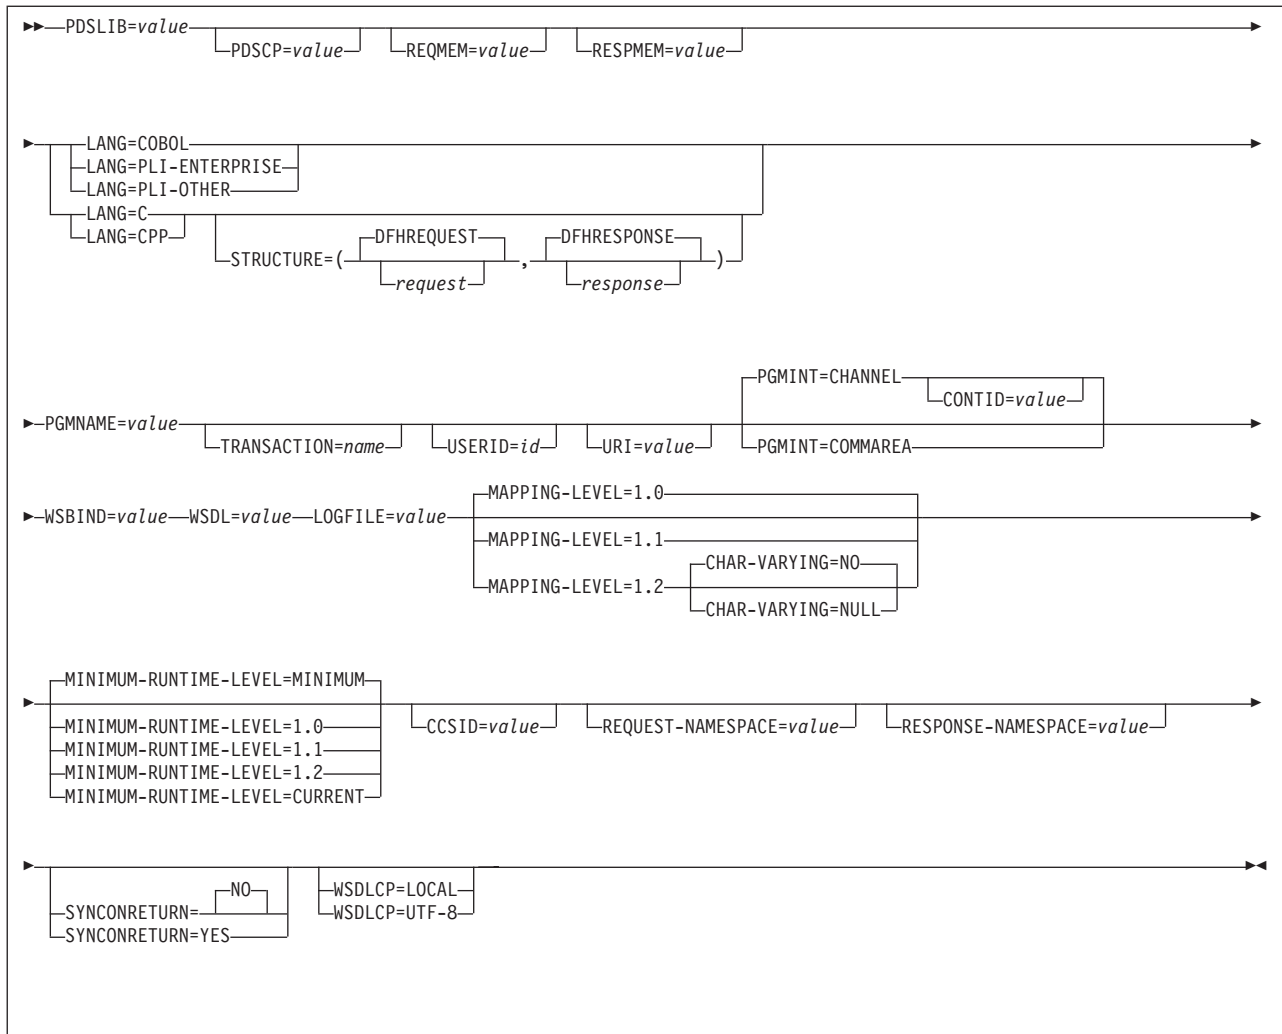 PDSLIB=value
PDSCP=value REQMEM=value RESPMEM=value
LANG=COBOL
LANG=PLI-ENTERPRISE
LANG=PLI-OTHER
LANG=C
LANG=CPP
DFHREQUEST DFHRESPONSE
STRUCTURE=( , )
request response
PGMINT=CHANNEL
CONTID=value
PGMNAME=value
TRANSACTION=name USERID=id URI=value PGMINT=COMMAREA
MAPPING-LEVEL=1.0
WSBIND=value WSDL=value LOGFILE=value
MAPPING-LEVEL=1.1
CHAR-VARYING=NO
MAPPING-LEVEL=1.2
CHAR-VARYING=NULL
MINIMUM-RUNTIME-LEVEL=MINIMUM
MINIMUM-RUNTIME-LEVEL=1.0 CCSID=value REQUEST-NAMESPACE=value RESPONSE-NAMESPACE=value
MINIMUM-RUNTIME-LEVEL=1.1
MINIMUM-RUNTIME-LEVEL=1.2
MINIMUM-RUNTIME-LEVEL=CURRENT
NO WSDLCP=LOCAL
SYNCONRETURN= WSDLCP=UTF-8
SYNCONRETURN=YES